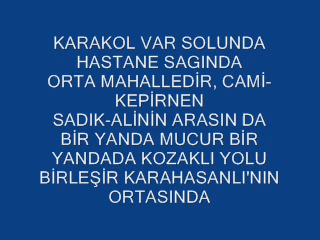 KARAKOL VAR SOLUNDA
HASTANE SAGINDA
ORTA MAHALLEDİR, CAMİ-
KEPİRNEN
SADIK-ALİNİN ARASIN DA
BİR YANDA MUCUR BİR
YANDADA KOZAKLI YOLU
BİRLEŞİR KARAHASANLI'NIN
ORTASINDA